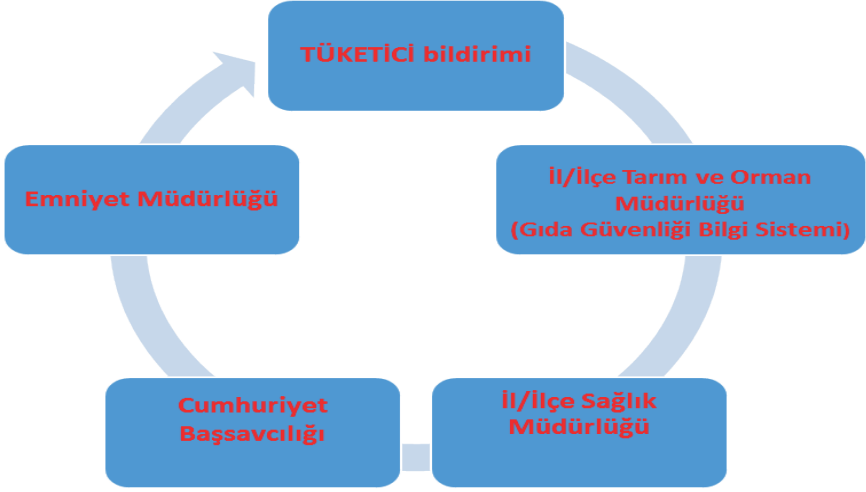 TÜKETİCİ bildirimi
İl/İlçe Tarım ve Orman
Müdürlüğü
(Gıda Güvenliği Bilgi Sistemi)
İl/İlçe Sağlık
Müdürlüğü
Cumhuriyet
Başsavcılığı
Emniyet Müdürlüğü